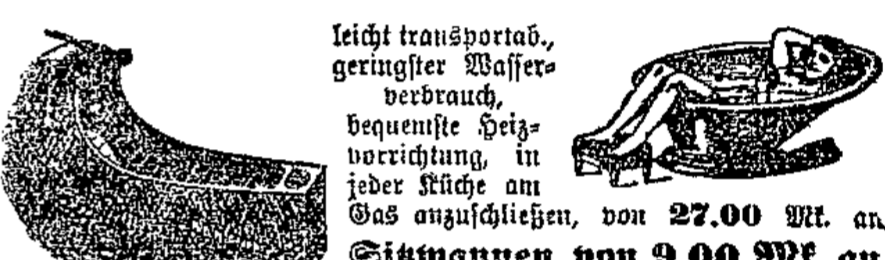 leicht transportab.,
geringster Wasser-
verbrauch,
bequemste Heiz-
vorrichtung, in
jeder Küche am
Gas anzuschließen, von 27.00 Mk. an
Sitzwannen von 9.00 Mk. an